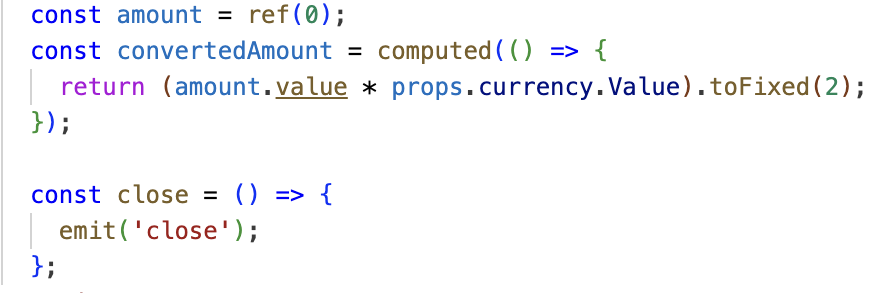 const amount = ref(0);
const convertedAmount = computed(() => {
return (amount.value * props.currency.Value).toFixed(2);
});
const close = () => {
emit('close');
};